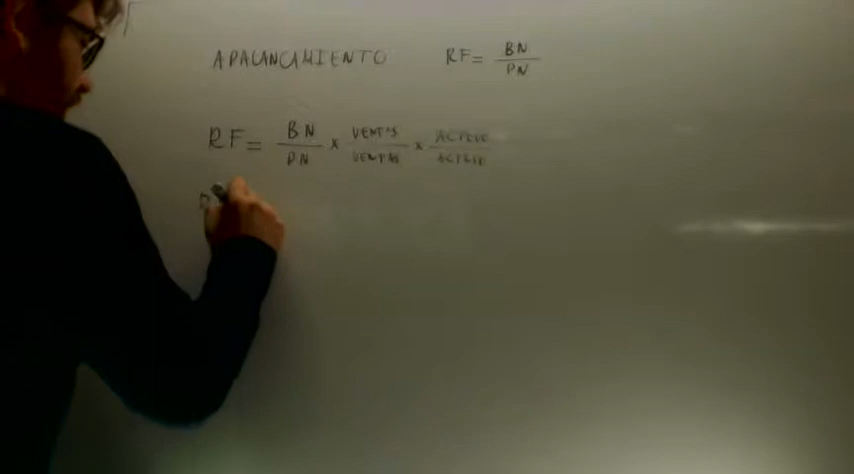 APALANCAMIENTO RF = BN / PN
RF = BN / PN x VENTAS / VENTAS x ACTIVO / ACTIVO
R